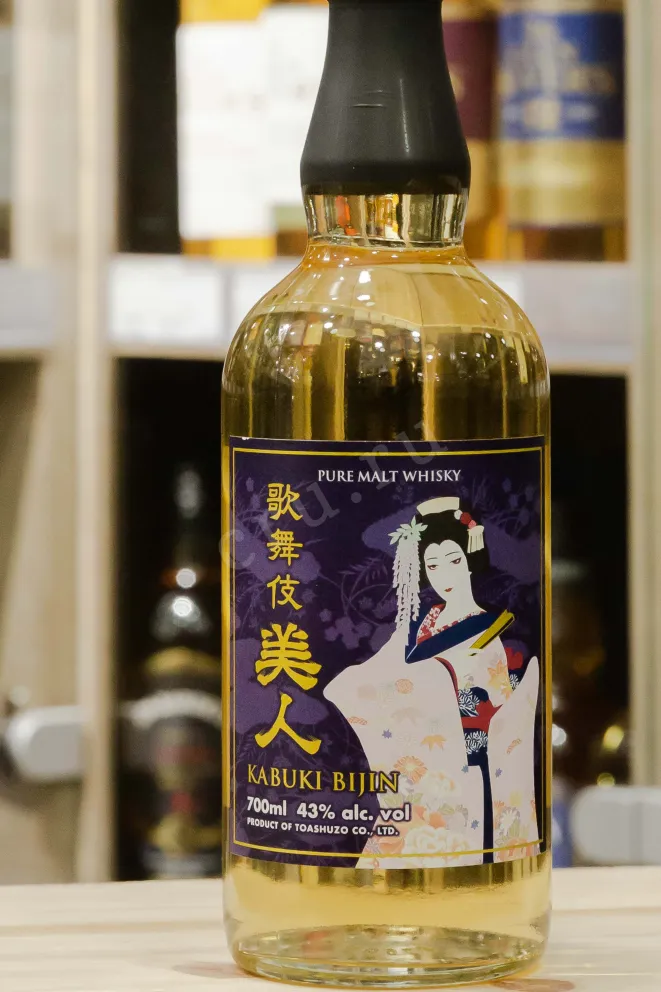 PURE MALT WHISKY
歌舞伎
美人
KABUKI BIJIN
700ml 43% alc. vol
PRODUCT OF TOASHUZO CO., LTD.